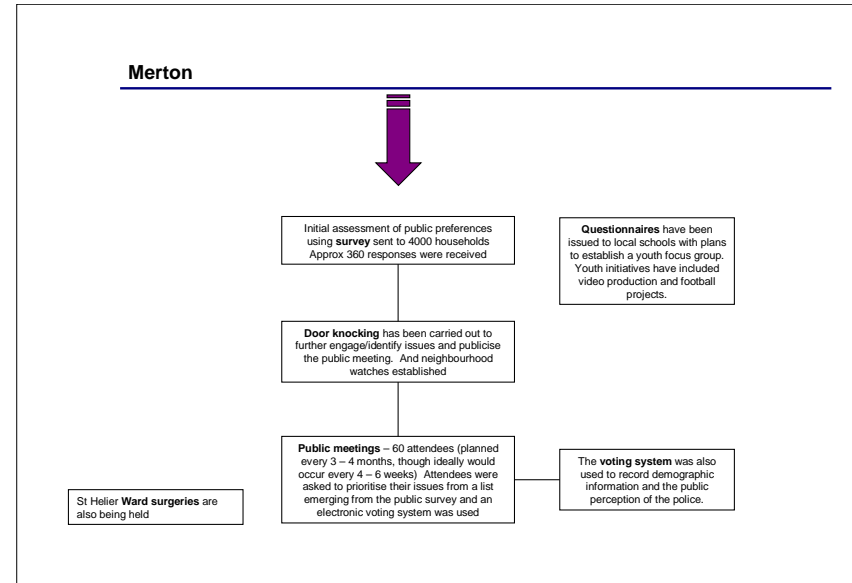 Merton
Initial assessment of public preferences
using survey sent to 4000 households
Approx 360 responses were received
Questionnaires have been
issued to local schools with plans
to establish a youth focus group.
Youth initiatives have included
video production and football
projects.
Door knocking has been carried out to
further engage/identify issues and publicise
the public meeting.  And neighbourhood
watches established
Public meetings – 60 attendees (planned
every 3 – 4 months, though ideally would
occur every 4 – 6 weeks)  Attendees were
asked to prioritise their issues from a list
emerging from the public survey and an
electronic voting system was used
The voting system was also
used to record demographic
information and the public
perception of the police.
St Helier Ward surgeries are
also being held